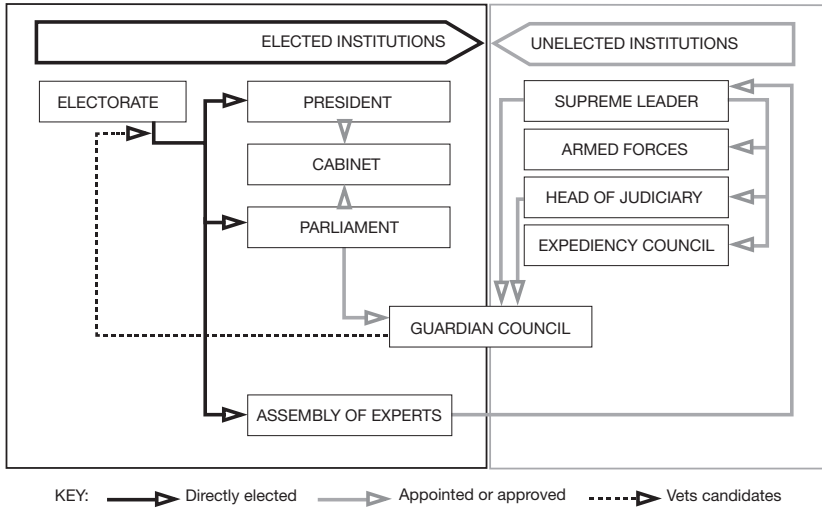 ELECTED INSTITUTIONS
UNELECTED INSTITUTIONS
ELECTORATE
PRESIDENT
SUPREME LEADER
CABINET
ARMED FORCES
PARLIAMENT
HEAD OF JUDICIARY
EXPEDIENCY COUNCIL
GUARDIAN COUNCIL
ASSEMBLY OF EXPERTS
KEY: Directly elected Appointed or approved Vets candidates